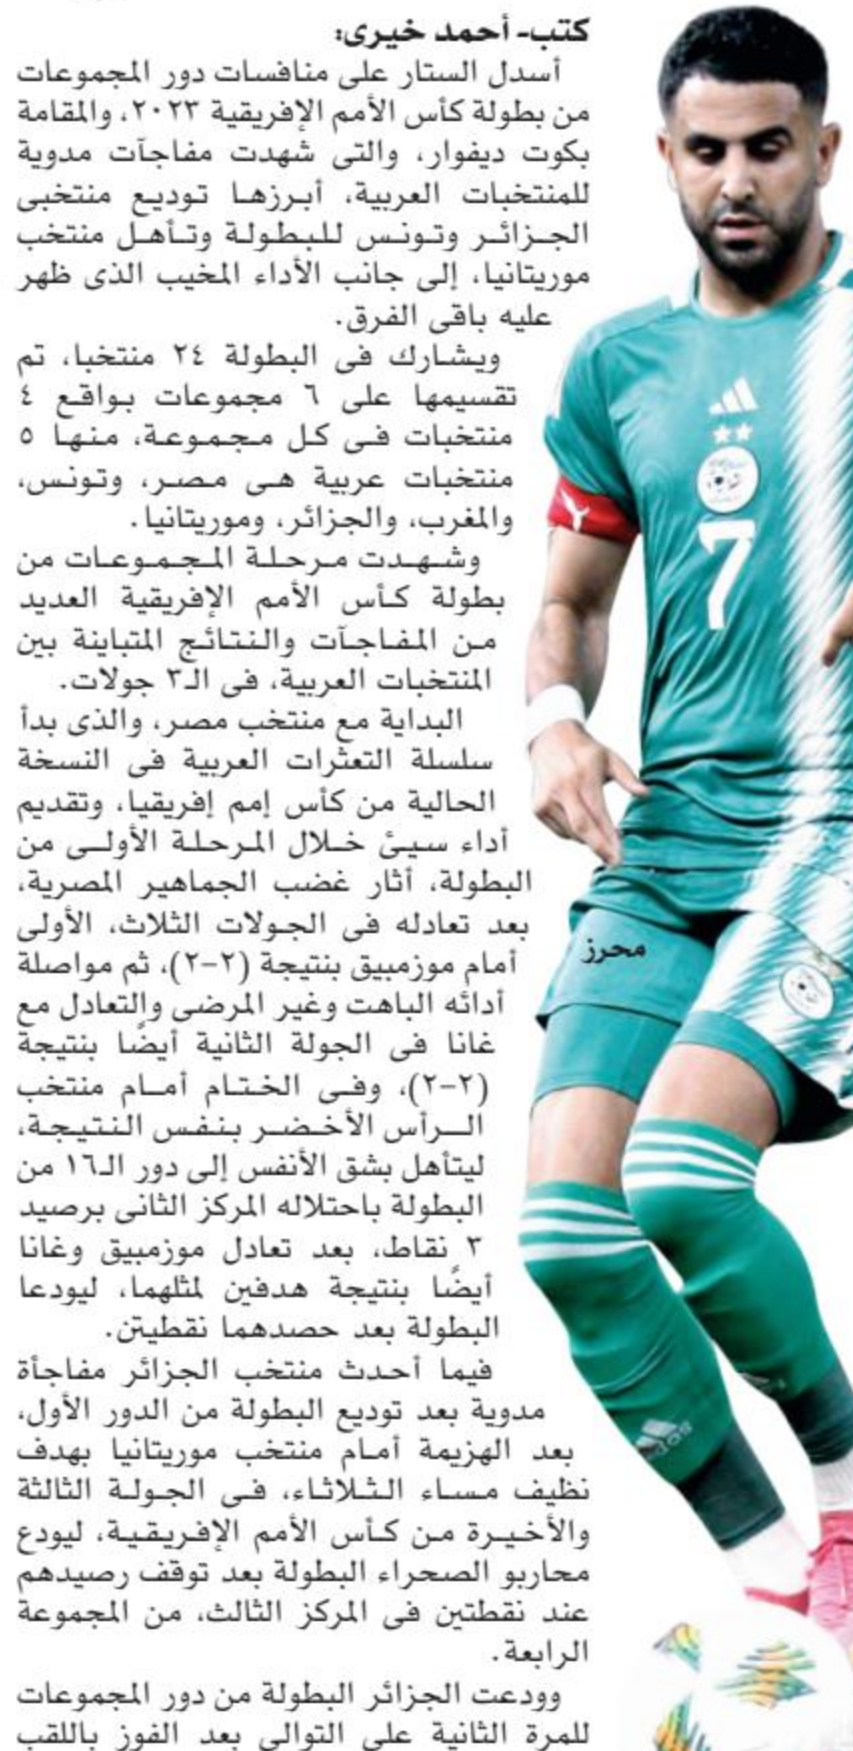 كتب- أحمد خيرى:
أسدل الستار على منافسات دور المجموعات
من بطولة كأس الأمم الإفريقية ٢٠٢٣، والمقامة
بكوت ديفوار، والتى شهدت مفاجآت مدوية
للمنتخبات العربية، أبرزها توديع منتخبى
الجزائر وتونس للبطولة وتأهل منتخب
موريتانيا، إلى جانب الأداء المخيب الذى ظهر
عليه باقى الفرق.
ويشارك فى البطولة ٢٤ منتخبا، تم
تقسيمها على ٦ مجموعات بواقع ٤
منتخبات فى كل مجموعة، منها ٥
منتخبات عربية هى مصر، وتونس،
والمغرب، والجزائر، وموريتانيا.
وشهدت مرحلة المجموعات من
بطولة كأس الأمم الإفريقية العديد
من المفاجآت والنتائج المتباينة بين
المنتخبات العربية، فى الـ٣ جولات.
البداية مع منتخب مصر، والذى بدأ
سلسلة التعثرات العربية فى النسخة
الحالية من كأس إمم إفريقيا، وتقديم
أداء سيئ خلال المرحلة الأولى من
البطولة، أثار غضب الجماهير المصرية،
بعد تعادله فى الجولات الثلاث، الأولى
أمام موزمبيق بنتيجة (٢-٢)، ثم مواصلة
أدائه الباهت وغير المرضى والتعادل مع
غانا فى الجولة الثانية أيضًا بنتيجة
(٢-٢)، وفى الختام أمام منتخب
الرأس الأخضر بنفس النتيجة،
ليتأهل بشق الأنفس إلى دور الـ١٦ من
البطولة باحتلاله المركز الثانى برصيد
٣ نقاط، بعد تعادل موزمبيق وغانا
أيضًا بنتيجة هدفين لمثلهما، ليودعا
البطولة بعد حصدهما نقطيتن.
فيما أحدث منتخب الجزائر مفاجأة
مدوية بعد توديع البطولة من الدور الأول،
بعد الهزيمة أمام منتخب موريتانيا بهدف
نظيف مساء الثلاثاء، فى الجولة الثالثة
والأخيرة من كأس الأمم الإفريقية، ليودع
محاربو الصحراء البطولة بعد توقف رصيدهم
عند نقطتين فى المركز الثالث، من المجموعة
الرابعة.
وودعت الجزائر البطولة من دور المجموعات
للمرة الثانية على التوالى بعد الفوز باللقب
محرز
7